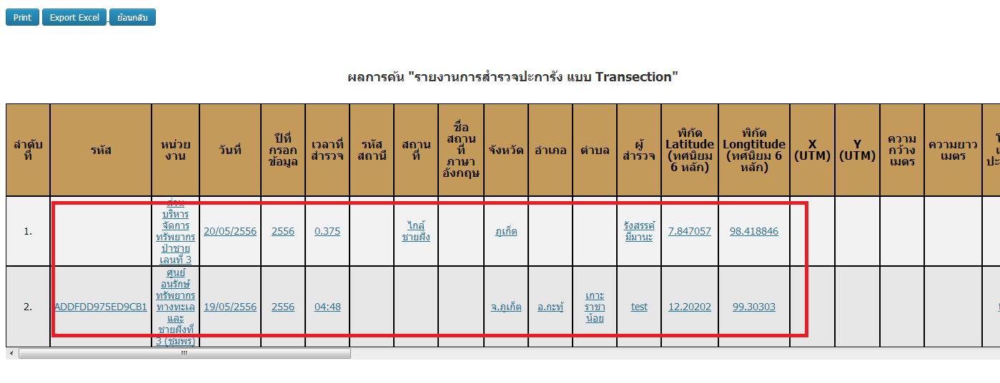 Print Export Excel ย้อนกลับ
ผลการค้น "รายงานการสำรวจปะการัง แบบ Transection"
ลำดับ
ที่
รหัส
หน่วย
งาน
วันที่
ปีที่
กรอก
ข้อมูล
เวลาที่
สำรวจ
รหัส
สถานี
สถาน
ที่
ชื่อ
สถาน
ที่
ภาษา
อังกฤษ
จังหวัด
อำเภอ
ตำบล
ผู้
สำรวจ
พิกัด
Latitude
(ทศนิยม
6 หลัก)
พิกัด
Longtitude
(ทศนิยม 6
หลัก)
X
(UTM)
Y
(UTM)
ความ
กว้าง
เมตร
ความยาว
เมตร
1.
ส่วน
บริหาร
จัดการ
ทรัพยากร
ป่าชาย
เลนที่ 3
20/05/2556
2556
0.375
ใกล้
ชายฝั่ง
ภูเก็ต
รังสรรค์
มีมานะ
7.847057
98.418846
2.
ADDFDD975ED9CB1
ศูนย์
อนุรักษ์
ทรัพยากร
ทางทะเล
และ
ชายฝั่งที่
3 (ชุมพร)
19/05/2556
2556
04:48
จ.ภูเก็ต
อ.กะทู้
เกาะ
ราชา
น้อย
test
12.20202
99.30303